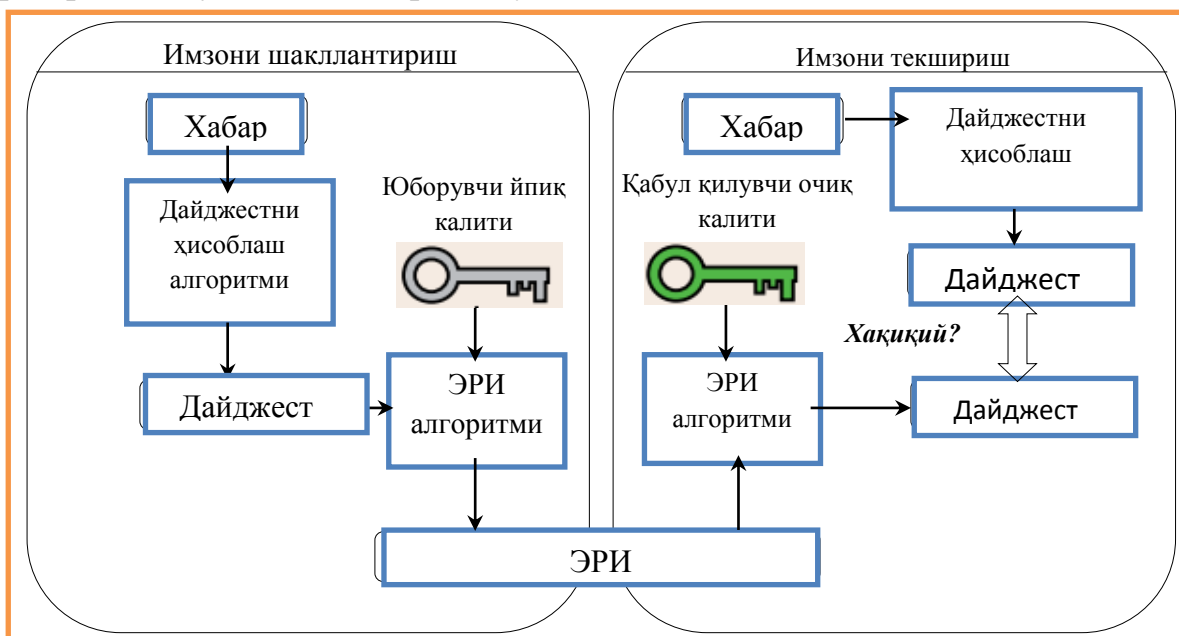 Имзони шакллантириш
Хабар
Дайджестни
ҳисоблаш
алгоритми
Юборувчи йпиқ
калити
Дайджест
ЭРИ
алгоритми
Имзони текшириш
Хабар
Дайджестни
ҳисоблаш
Қабул қилувчи очиқ
калити
Дайджест
Хақиқий?
ЭРИ
алгоритми
Дайджест
ЭРИ